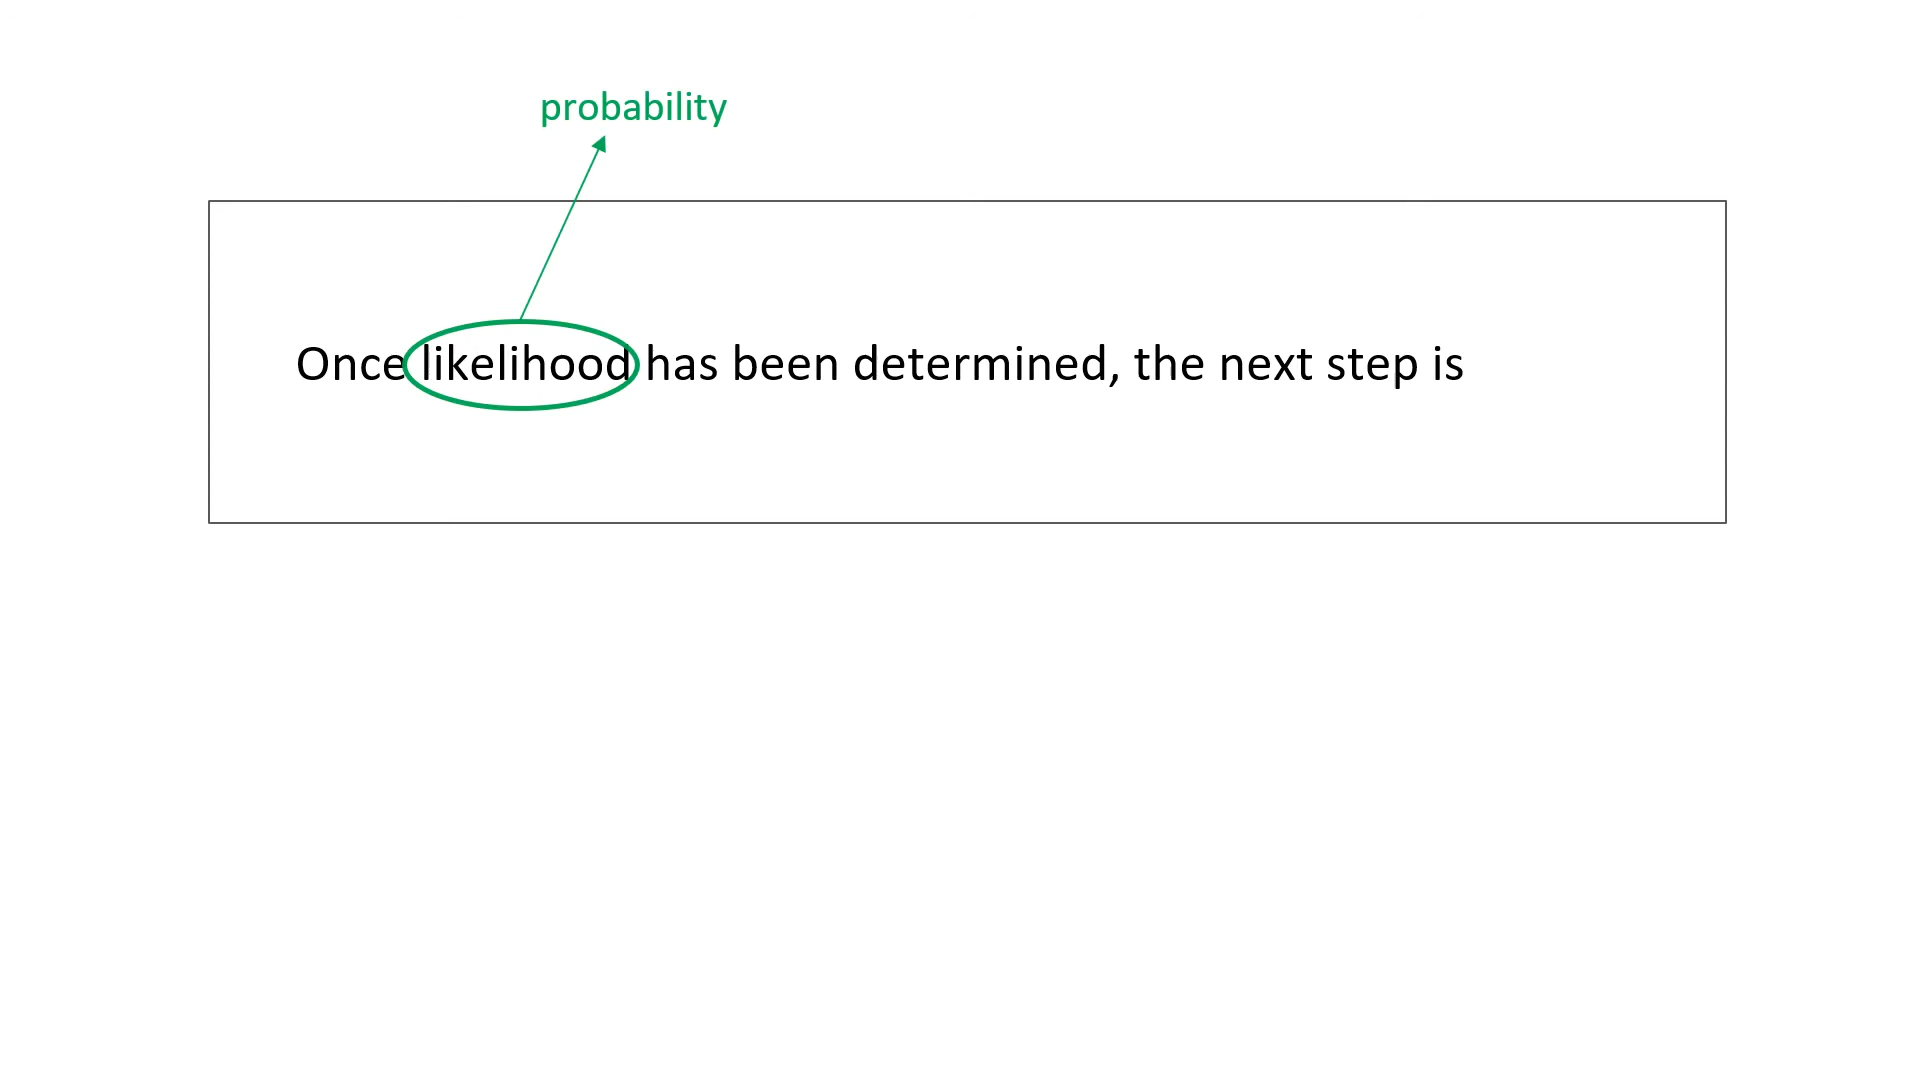 probability
Once likelihood has been determined, the next step is